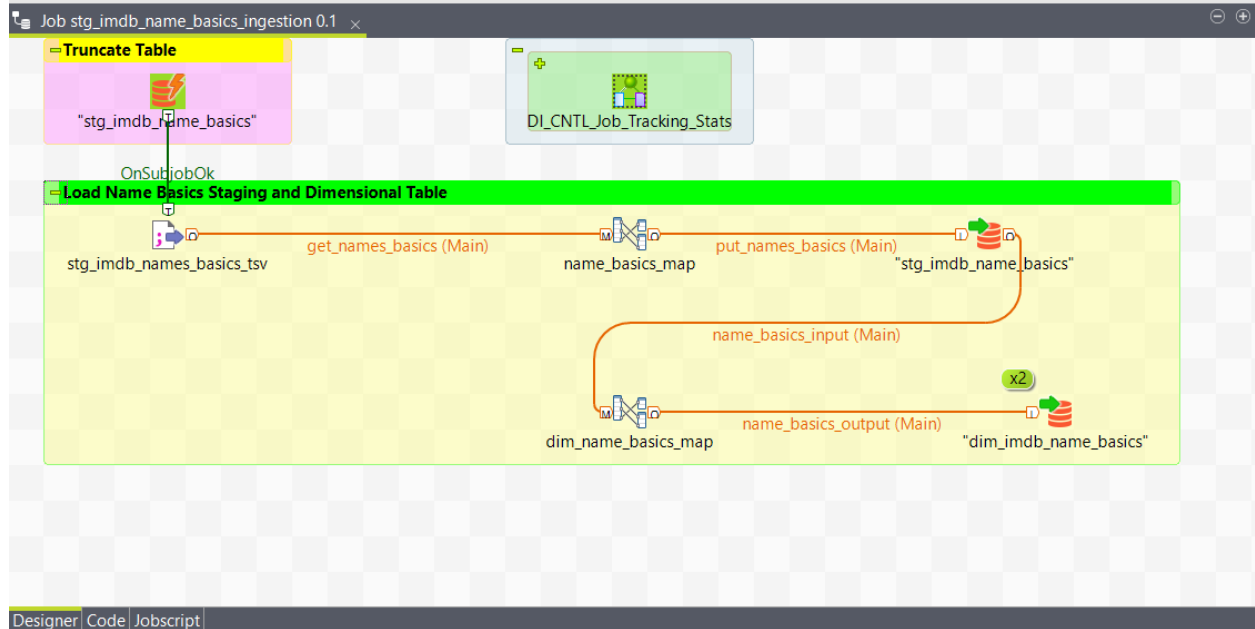 Job stg_imdb_name_basics_ingestion 0.1
Truncate Table
"stg_imdb_name_basics"
DI_CNTL_Job_Tracking_Stats
OnSubjobOk
Load Name Basics Staging and Dimensional Table
get_names_basics (Main)
put_names_basics (Main)
stg_imdb_names_basics_tsv
name_basics_map
"stg_imdb_name_basics"
name_basics_input (Main)
x2
name_basics_output (Main)
dim_name_basics_map
"dim_imdb_name_basics"
Designer Code Jobscript